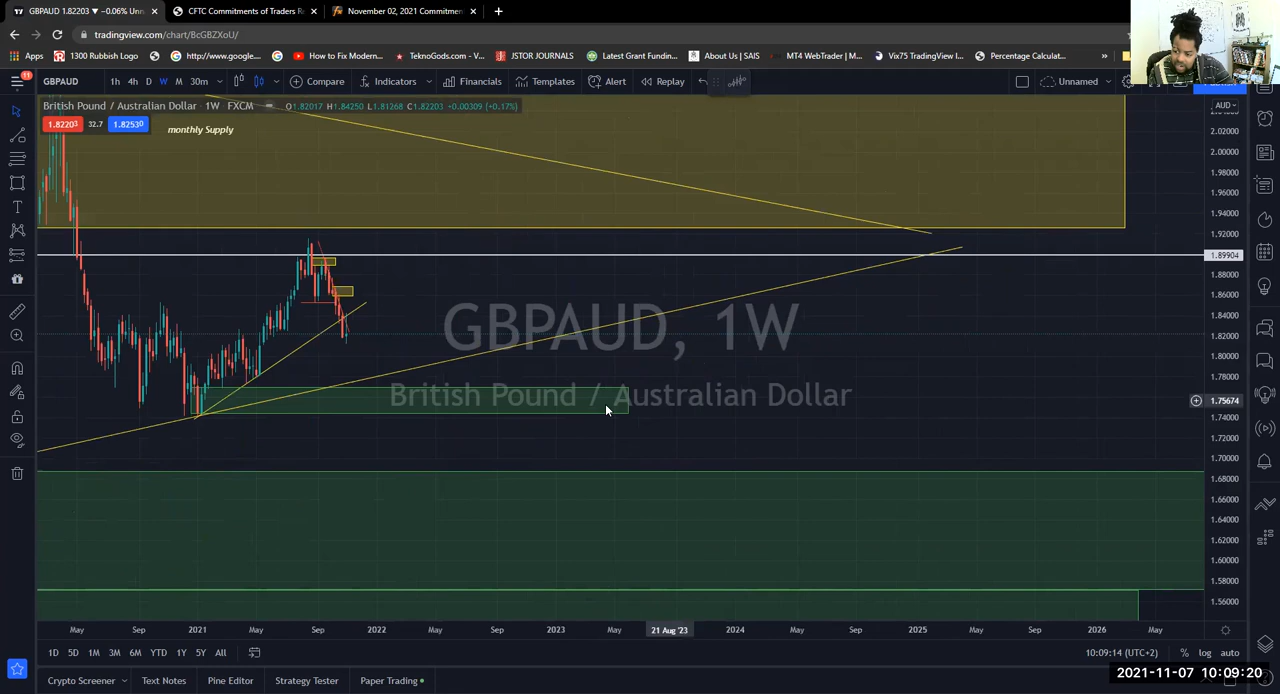 GBPAUD 1.82203 ▼ −0.06% Unn
CFTC Commitments of Traders Re
November 02, 2021 Commitment
tradingview.com/chart/BcGBZXoU/
Apps
1300 Rubbish Logo
http://www.google....
How to Fix Modern...
TeknoGods.com - V...
JSTOR JOURNALS
Latest Grant Fundin...
About Us | SAIS
MT4 WebTrader | M...
Vix75 TradingView I...
Percentage Calculat...
11
GBPAUD
1h 4h D W M 30m
Compare
Indicators
Financials
Templates
Alert
Replay
Unnamed
British Pound / Australian Dollar 1W FXCM
O1.82017 H1.84250 L1.81268 C1.82203 −0.00309 (−0.17%)
AUD
1.82203 32.7 1.82530
monthly Supply
2.02000
2.00000
1.98000
1.96000
1.94000
1.92000
1.89904
1.88000
1.86000
1.84000
1.82000
1.80000
1.78000
1.75674
1.74000
1.72000
1.70000
1.68000
1.66000
1.64000
1.62000
1.60000
1.58000
1.56000
GBPAUD, 1W
British Pound / Australian Dollar
May Sep 2021 May Sep 2022 May Sep 2023 May 21 Aug '23 2024 May Sep 2025 May Sep 2026 May
1D 5D 1M 3M 6M YTD 1Y 5Y All
10:09:14 (UTC+2) % log auto
Crypto Screener Text Notes Pine Editor Strategy Tester Paper Trading
2021-11-07 10:09:20